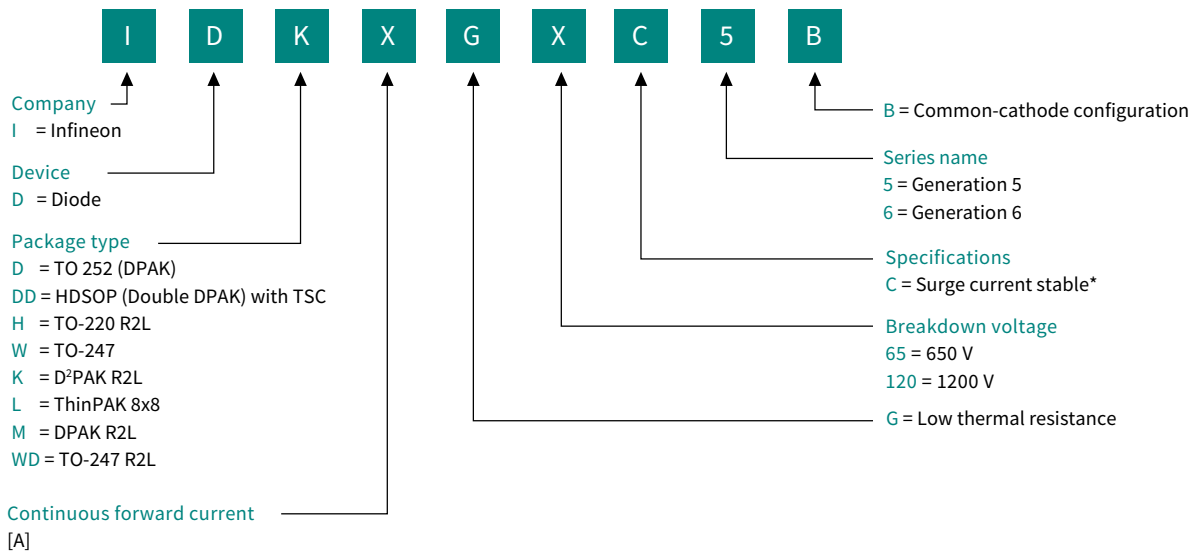 I D K X G X C 5 B
Company
I = Infineon
Device
D = Diode
Package type
D = TO 252 (DPAK)
DD = HDSOP (Double DPAK) with TSC
H = TO-220 R2L
W = TO-247
K = D²PAK R2L
L = ThinPAK 8x8
M = DPAK R2L
WD = TO-247 R2L
Continuous forward current
[A]
B = Common-cathode configuration
Series name
5 = Generation 5
6 = Generation 6
Specifications
C = Surge current stable*
Breakdown voltage
65 = 650 V
120 = 1200 V
G = Low thermal resistance